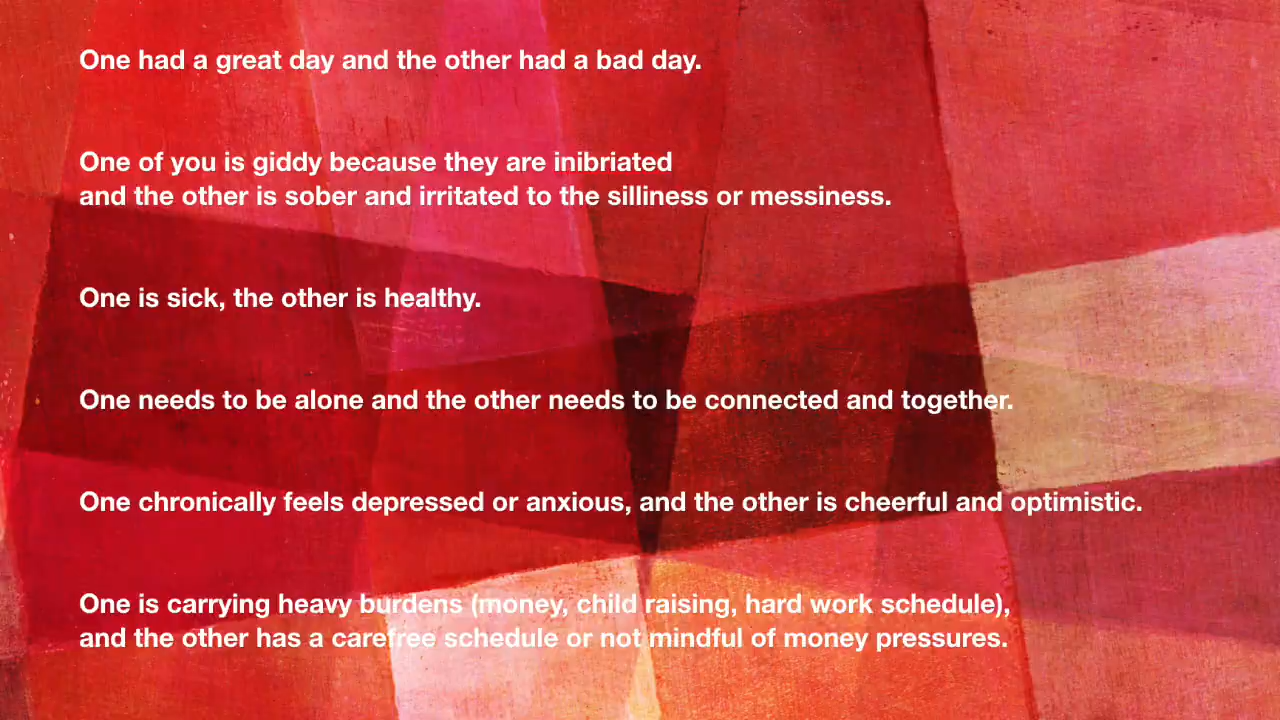 One had a great day and the other had a bad day.
One of you is giddy because they are inibriated
and the other is sober and irritated to the silliness or messiness.
One is sick, the other is healthy.
One needs to be alone and the other needs to be connected and together.
One chronically feels depressed or anxious, and the other is cheerful and optimistic.
One is carrying heavy burdens (money, child raising, hard work schedule),
and the other has a carefree schedule or not mindful of money pressures.